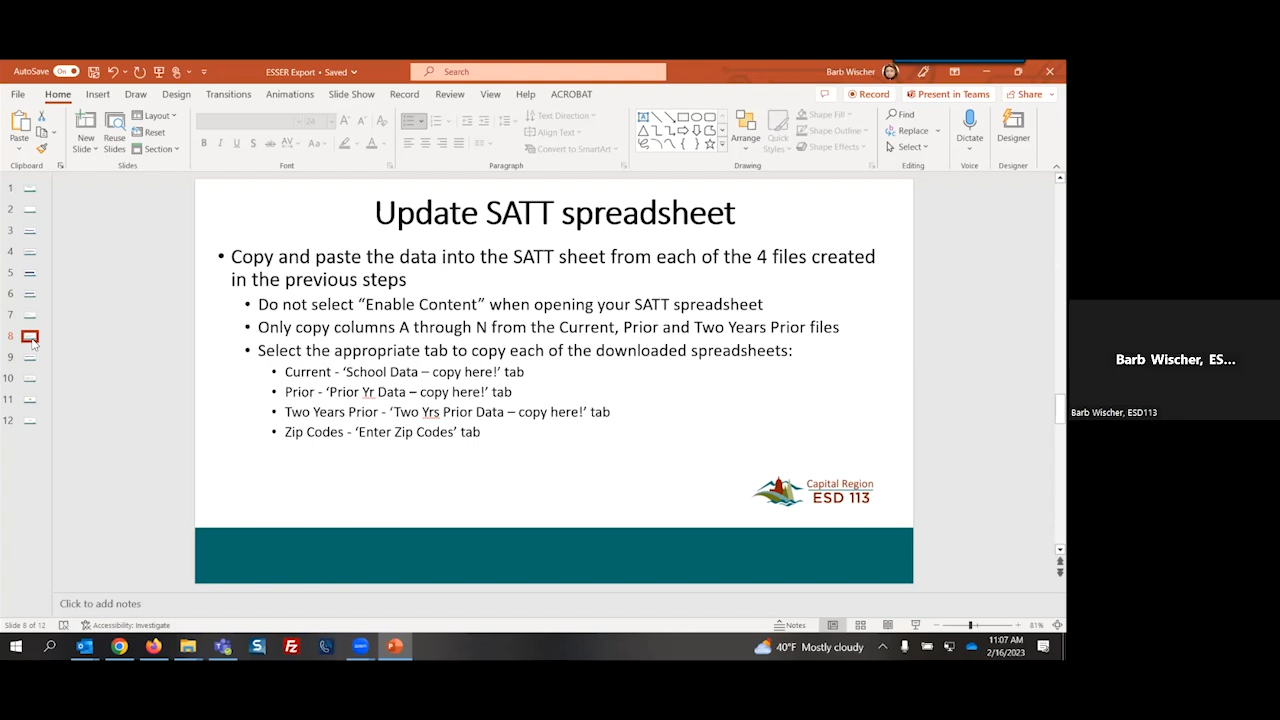 AutoSave On
ESSER Export • Saved
Search
Barb Wischer
File Home Insert Draw Design Transitions Animations Slide Show Record Review View Help ACROBAT
Record Present in Teams Share
Paste
New Slide
Reuse Slides
Layout
Reset
Section
24
Text Direction
Align Text
Convert to SmartArt
Arrange
Quick Styles
Shape Fill
Shape Outline
Shape Effects
Find
Replace
Select
Dictate
Designer
Clipboard Slides Font Paragraph Drawing Editing Voice Designer
1
2
3
4
5
6
7
8
9
10
11
12
Update SATT spreadsheet
• Copy and paste the data into the SATT sheet from each of the 4 files created
in the previous steps
• Do not select “Enable Content” when opening your SATT spreadsheet
• Only copy columns A through N from the Current, Prior and Two Years Prior files
• Select the appropriate tab to copy each of the downloaded spreadsheets:
• Current - ‘School Data – copy here!’ tab
• Prior - ‘Prior Yr Data – copy here!’ tab
• Two Years Prior - ‘Two Yrs Prior Data – copy here!’ tab
• Zip Codes - ‘Enter Zip Codes’ tab
Capital Region
ESD 113
Click to add notes
Slide 8 of 12
Accessibility: Investigate
Notes
81%
40°F Mostly cloudy
11:07 AM
2/16/2023
Barb Wischer, ES...
Barb Wischer, ESD113